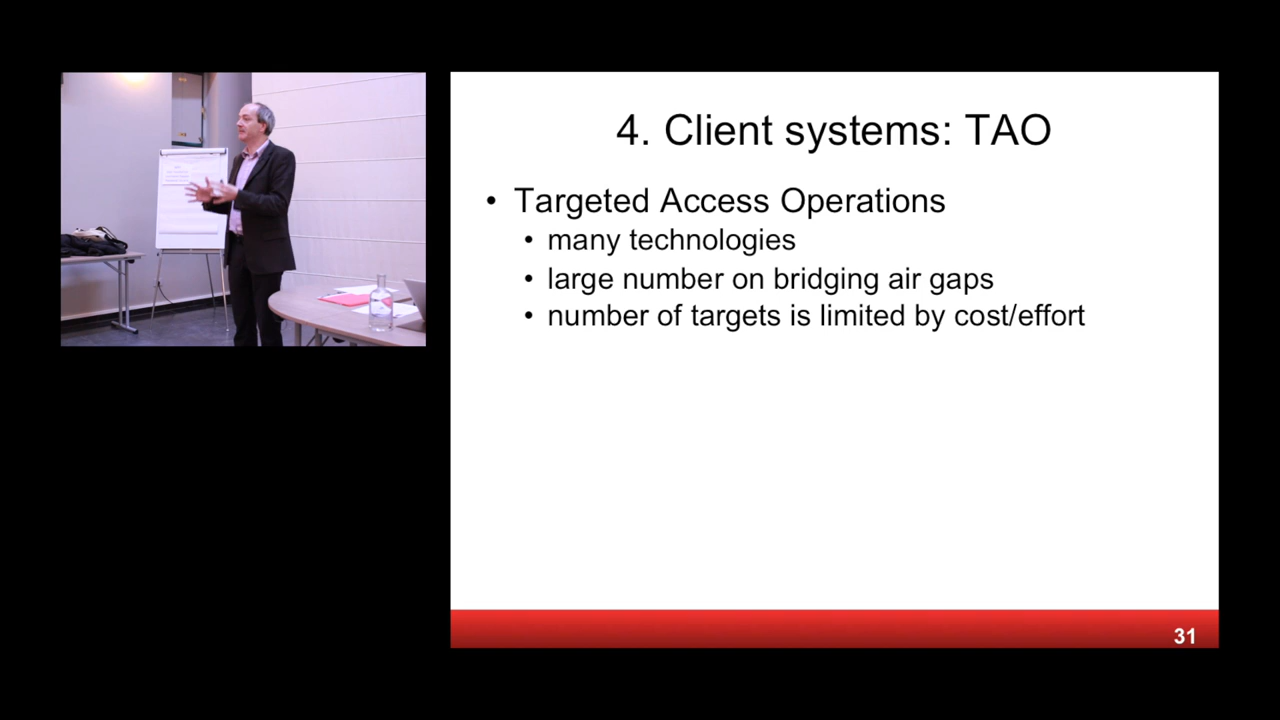 4. Client systems: TAO
• Targeted Access Operations
• many technologies
• large number on bridging air gaps
• number of targets is limited by cost/effort
31